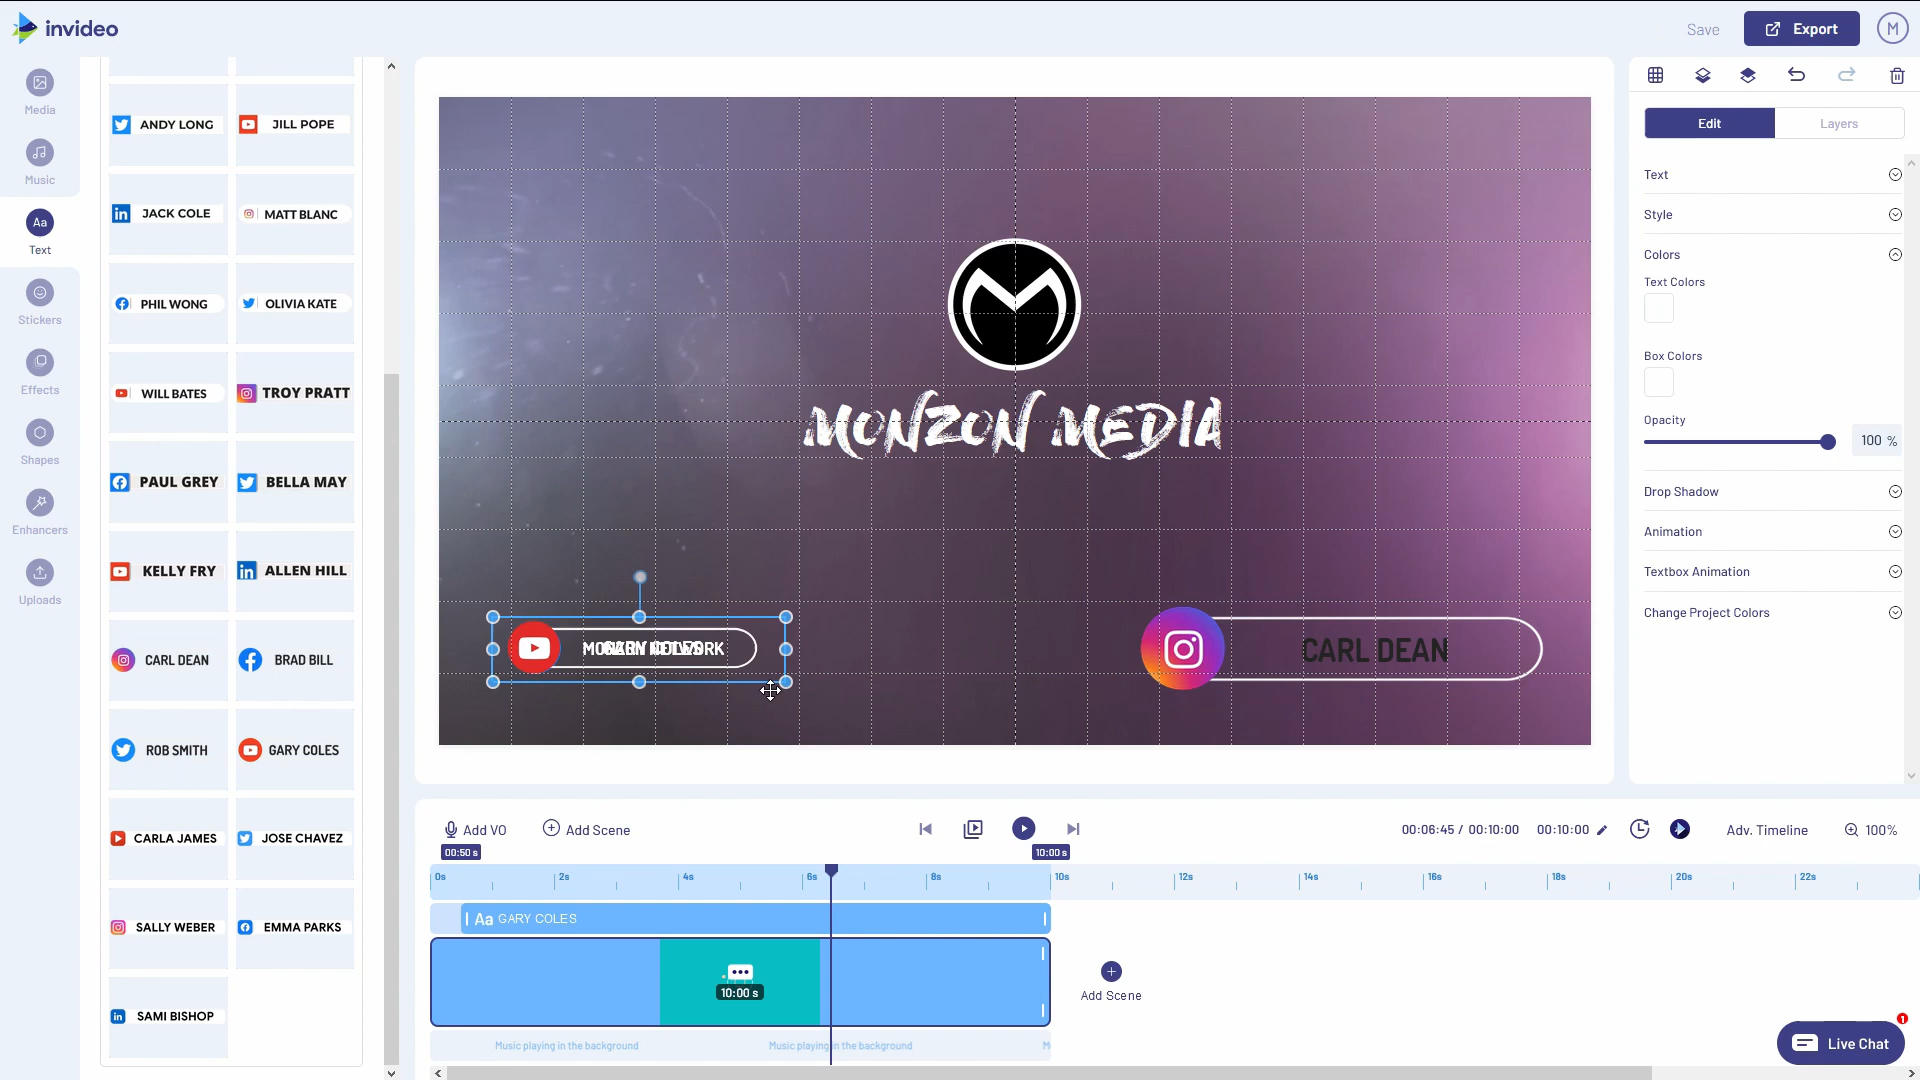 invideo
Save
Export
M
Media
Music
Aa
Text
Stickers
Effects
Shapes
Enhancers
Uploads
ANDY LONG
JILL POPE
JACK COLE
MATT BLANC
PHIL WONG
OLIVIA KATE
WILL BATES
TROY PRATT
PAUL GREY
BELLA MAY
KELLY FRY
ALLEN HILL
CARL DEAN
BRAD BILL
ROB SMITH
GARY COLES
CARLA JAMES
JOSE CHAVEZ
SALLY WEBER
EMMA PARKS
SAMI BISHOP
MONZON MEDIA
GARY COLES
CARL DEAN
Edit
Layers
Text
Style
Colors
Text Colors
Box Colors
Opacity
100 %
Drop Shadow
Animation
Textbox Animation
Change Project Colors
Add VO
Add Scene
00:06:45 / 00:10:00
00:10:00
Adv. Timeline
100%
00:50 s
10:00 s
0s
2s
4s
6s
8s
10s
12s
14s
16s
18s
20s
22s
Aa GARY COLES
10:00 s
Add Scene
Music playing in the background
Music playing in the background
M
1
Live Chat